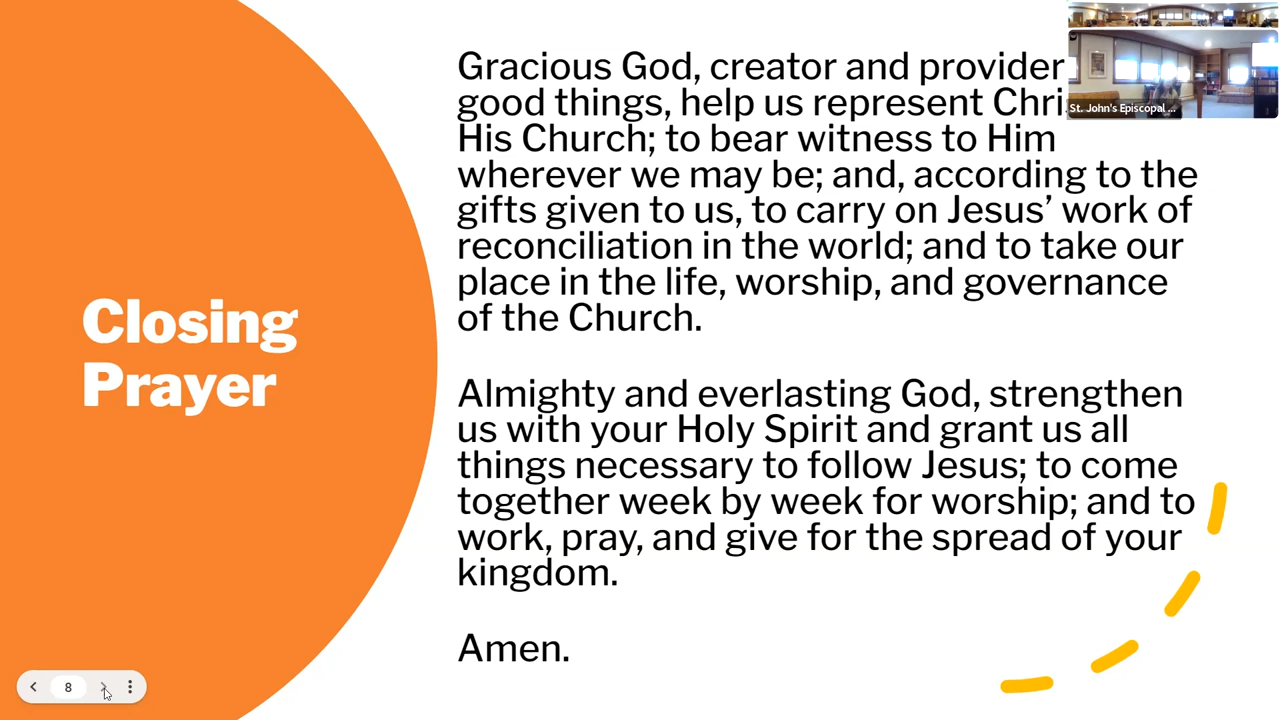 Closing
Prayer
Gracious God, creator and provider
good things, help us represent Chri
His Church; to bear witness to Him
wherever we may be; and, according to the
gifts given to us, to carry on Jesus’ work of
reconciliation in the world; and to take our
place in the life, worship, and governance
of the Church.
Almighty and everlasting God, strengthen
us with your Holy Spirit and grant us all
things necessary to follow Jesus; to come
together week by week for worship; and to
work, pray, and give for the spread of your
kingdom.
Amen.
St. John's Episcopal ...
8